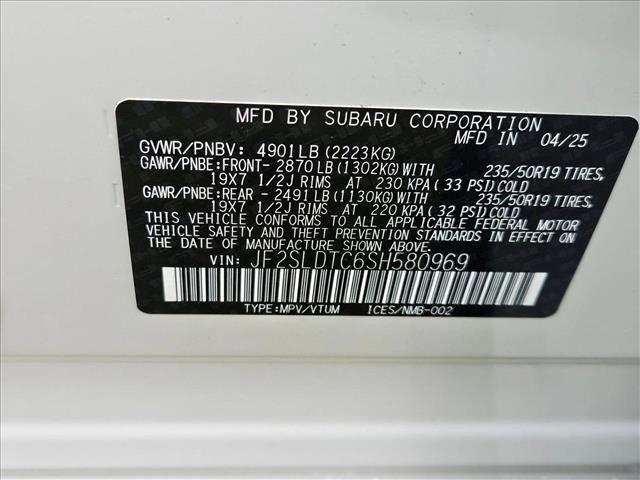 MFD BY SUBARU CORPORATION
GVWR/PNBV: 4901LB(2223KG) MFD IN 04/25
GAWR/PNBE:FRONT- 2870LB(1302KG)WITH 235/50R19 TIRES,
19X7 1/2J RIMS AT 230 KPA(33 PSI)COLD
GAWR/PNBE:REAR - 2491LB(1130KG)WITH 235/50R19 TIRES,
19X7 1/2J RIMS AT 220 KPA(32 PSI)COLD
THIS VEHICLE CONFORMS TO ALL APPLICABLE FEDERAL MOTOR
VEHICLE SAFETY AND THEFT PREVENTION STANDARDS IN
EFFECT ON THE DATE OF MANUFACTURE SHOWN ABOVE.
VIN: JF2SLDTC6SH580969
TYPE:MPV/VTUM ICES/NMB-002